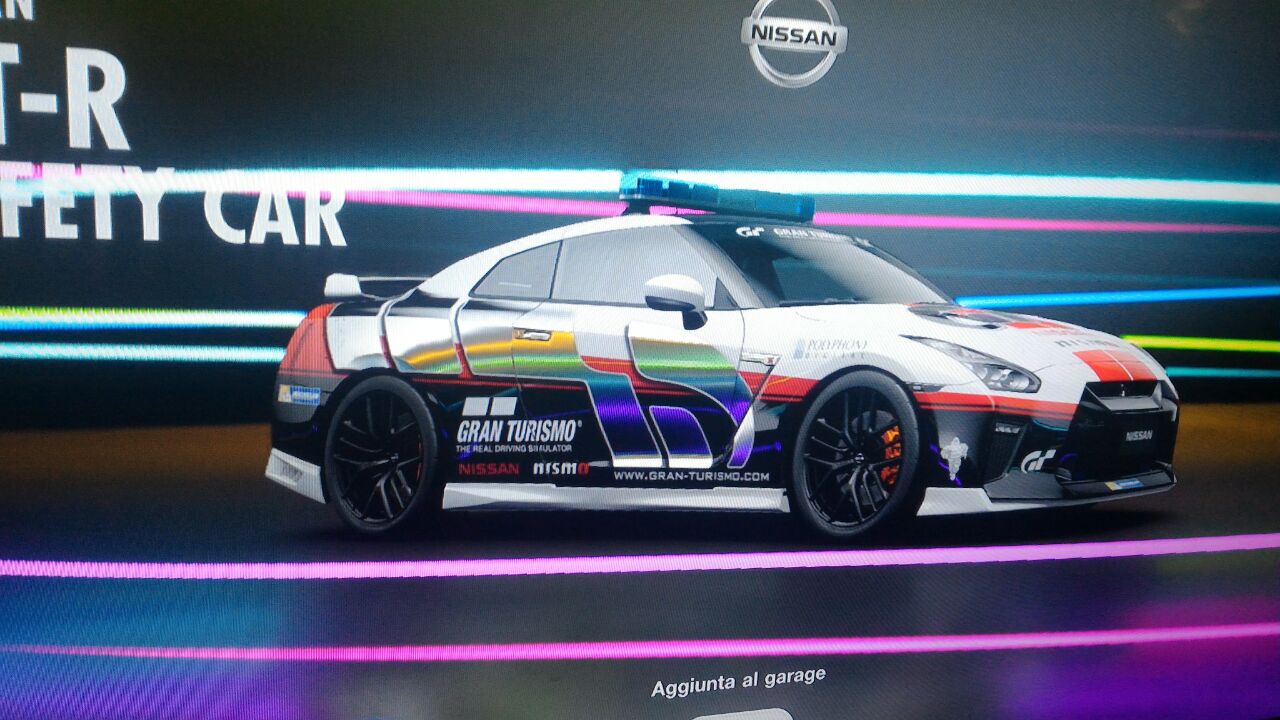 T-R
FETY CAR
NISSAN
GRAN TURISMO
POLYPHONY
DIGITAL
GRAN TURISMO®
THE REAL DRIVING SIMULATOR
NISSAN nismo
WWW.GRAN-TURISMO.COM
NISSAN
GT
Aggiunta al garage